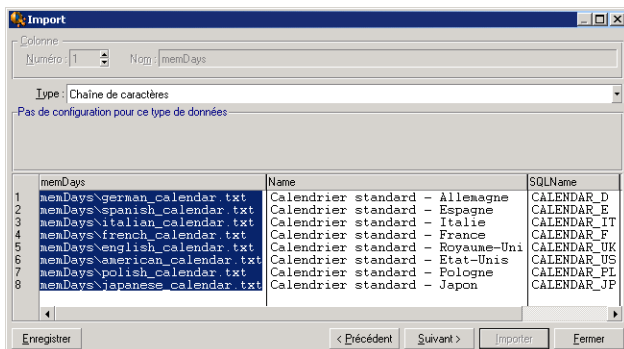 Import
Colonne
Numéro : 1 Nom : memDays
Type : Chaîne de caractères
Pas de configuration pour ce type de données
memDays Name SQLName
1 memDays\german_calendar.txt Calendrier standard - Allemagne CALENDAR_D
2 memDays\spanish_calendar.txt Calendrier standard - Espagne CALENDAR_E
3 memDays\italian_calendar.txt Calendrier standard - Italie CALENDAR_IT
4 memDays\french_calendar.txt Calendrier standard - France CALENDAR_F
5 memDays\english_calendar.txt Calendrier standard - Royaume-Uni CALENDAR_UK
6 memDays\american_calendar.txt Calendrier standard - Etat-Unis CALENDAR_US
7 memDays\polish_calendar.txt Calendrier standard - Pologne CALENDAR_PL
8 memDays\japanese_calendar.txt Calendrier standard - Japon CALENDAR_JP
Enregistrer < Précédent Suivant > Importer Fermer